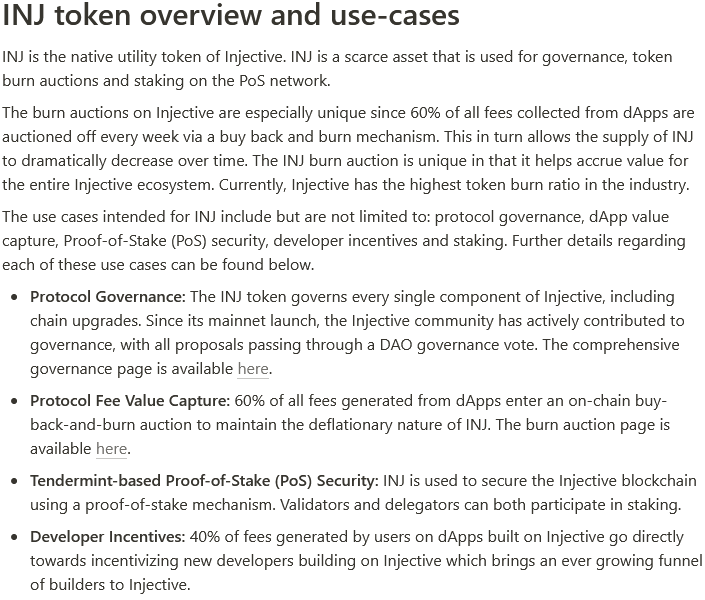 INJ token overview and use-cases
INJ is the native utility token of Injective. INJ is a scarce asset that is used for governance, token
burn auctions and staking on the PoS network.
The burn auctions on Injective are especially unique since 60% of all fees collected from dApps are
auctioned off every week via a buy back and burn mechanism. This in turn allows the supply of INJ
to dramatically decrease over time. The INJ burn auction is unique in that it helps accrue value for
the entire Injective ecosystem. Currently, Injective has the highest token burn ratio in the industry.
The use cases intended for INJ include but are not limited to: protocol governance, dApp value
capture, Proof-of-Stake (PoS) security, developer incentives and staking. Further details regarding
each of these use cases can be found below.
• Protocol Governance: The INJ token governs every single component of Injective, including
chain upgrades. Since its mainnet launch, the Injective community has actively contributed to
governance, with all proposals passing through a DAO governance vote. The comprehensive
governance page is available here.
• Protocol Fee Value Capture: 60% of all fees generated from dApps enter an on-chain buy-
back-and-burn auction to maintain the deflationary nature of INJ. The burn auction page is
available here.
• Tendermint-based Proof-of-Stake (PoS) Security: INJ is used to secure the Injective blockchain
using a proof-of-stake mechanism. Validators and delegators can both participate in staking.
• Developer Incentives: 40% of fees generated by users on dApps built on Injective go directly
towards incentivizing new developers building on Injective which brings an ever growing funnel
of builders to Injective.